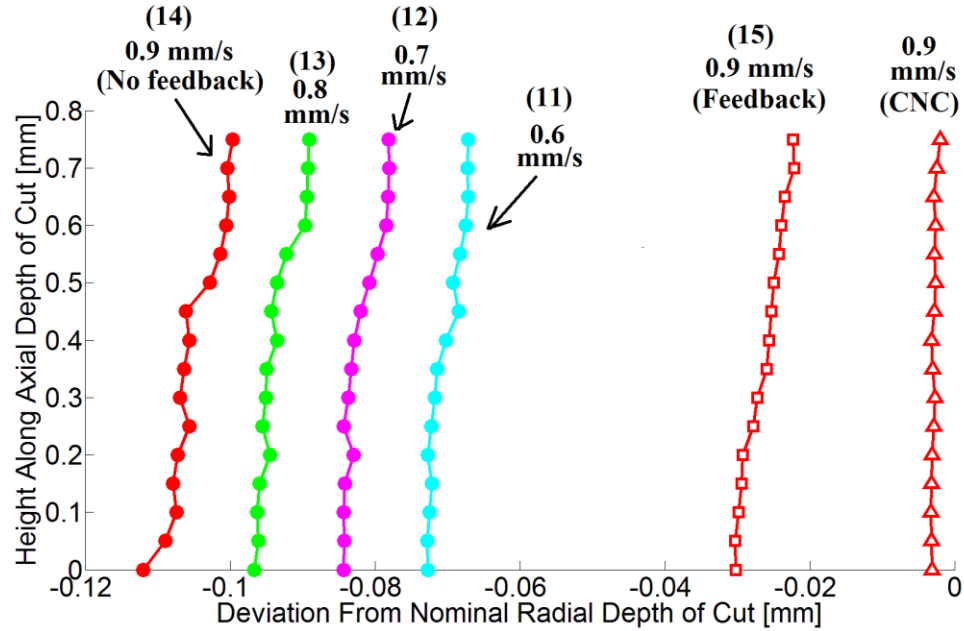 (14)
0.9 mm/s
(No feedback)
(13)
0.8
mm/s
(12)
0.7
mm/s
(11)
0.6
mm/s
(15)
0.9 mm/s
(Feedback)
0.9
mm/s
(CNC)
Height Along Axial Depth of Cut [mm]
0.8
0.7
0.6
0.5
0.4
0.3
0.2
0.1
0
-0.12
-0.1
-0.08
-0.06
-0.04
-0.02
0
Deviation From Nominal Radial Depth of Cut [mm]